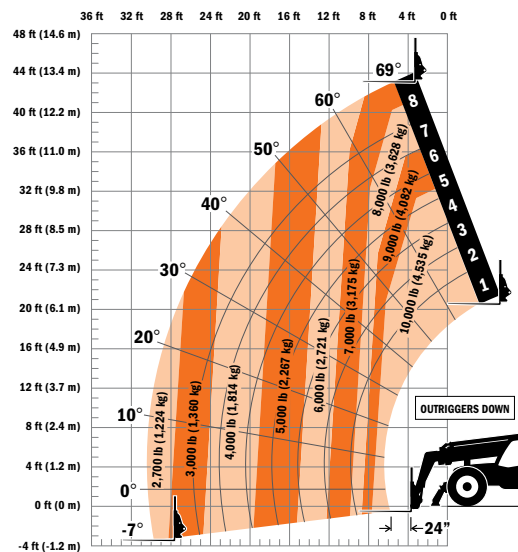 36 ft 32 ft 28 ft 24 ft 20 ft 16 ft 12 ft 8 ft 4 ft 0 ft
48 ft (14.6 m)
44 ft (13.4 m)
40 ft (12.2 m)
36 ft (11.0 m)
32 ft (9.8 m)
28 ft (8.5 m)
24 ft (7.3 m)
20 ft (6.1 m)
16 ft (4.9 m)
12 ft (3.7 m)
8 ft (2.4 m)
4 ft (1.2 m)
0 ft (0 m)
-4 ft (-1.2 m)
69°
60°
50°
40°
30°
20°
10°
0°
-7°
8
7
6
5
4
3
2
1
2,700 lb (1,224 kg)
3,000 lb (1,360 kg)
4,000 lb (1,814 kg)
5,000 lb (2,267 kg)
6,000 lb (2,721 kg)
7,000 lb (3,175 kg)
8,000 lb (3,628 kg)
9,000 lb (4,082 kg)
10,000 lb (4,535 kg)
OUTRIGGERS DOWN
24”